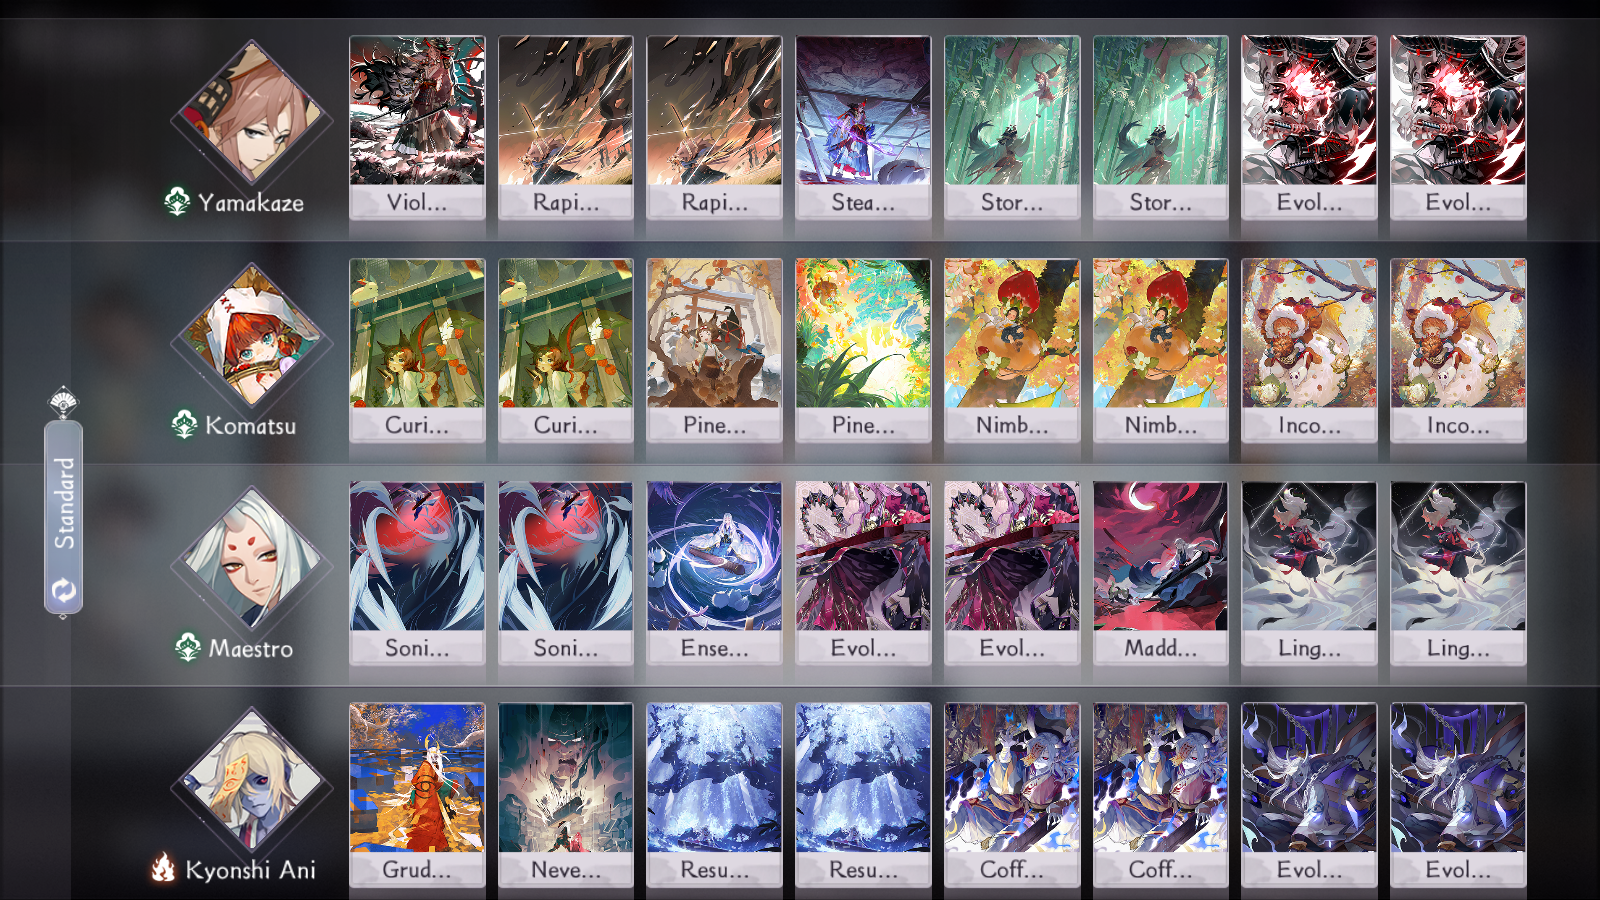 Yamakaze
Viol...
Rapi...
Rapi...
Stea...
Stor...
Stor...
Evol...
Evol...
Komatsu
Curi...
Curi...
Pine...
Pine...
Nimb...
Nimb...
Inco...
Inco...
Standard
Maestro
Soni...
Soni...
Ense...
Evol...
Evol...
Madd...
Ling...
Ling...
Kyonshi Ani
Grud...
Neve...
Resu...
Resu...
Coff...
Coff...
Evol...
Evol...